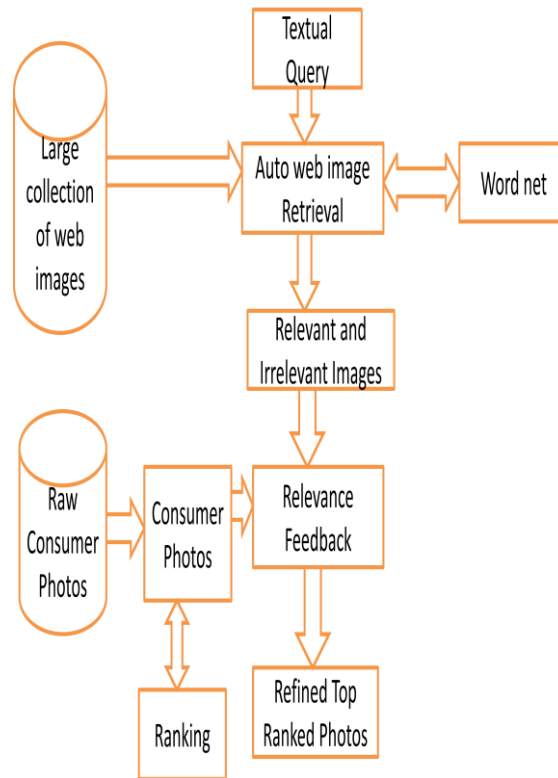 Textual
Query
Large
collection
of web
images
Auto web image
Retrieval
Word net
Relevant and
Irrelevant Images
Raw
Consumer
Photos
Consumer
Photos
Relevance
Feedback
Ranking
Refined Top
Ranked Photos